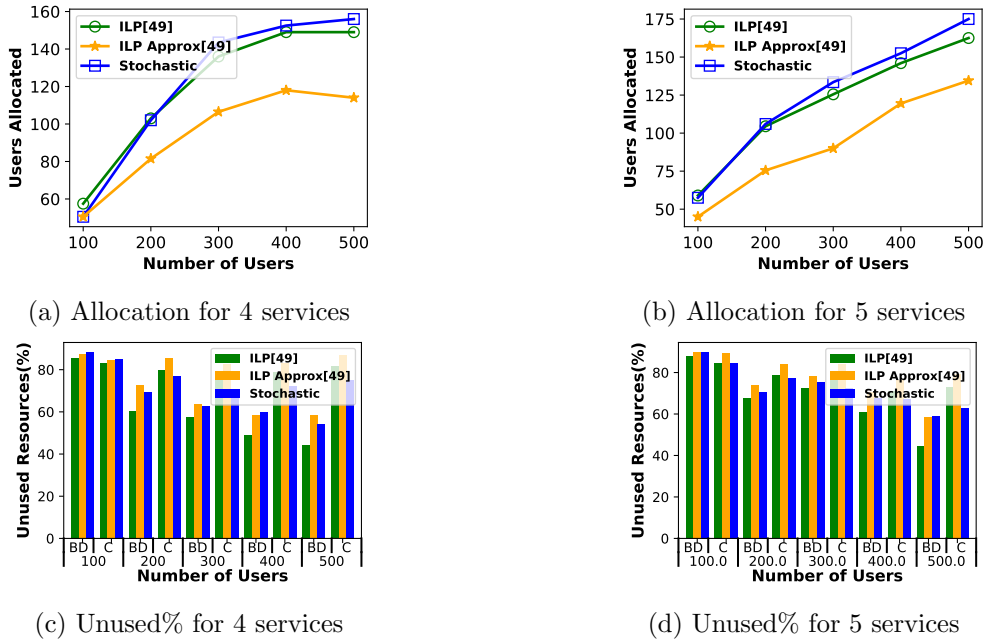 ILP[49]
ILP Approx[49]
Stochastic
160
140
120
100
80
60
Users Allocated
100 200 300 400 500
Number of Users
(a) Allocation for 4 services
ILP[49]
ILP Approx[49]
Stochastic
175
150
125
100
75
50
Users Allocated
100 200 300 400 500
Number of Users
(b) Allocation for 5 services
ILP[49]
ILP Approx[49]
Stochastic
80
60
40
20
0
Unused Resources(%)
BD C BD C BD C BD C BD C
100 200 300 400 500
Number of Users
(c) Unused% for 4 services
ILP[49]
ILP Approx[49]
Stochastic
80
60
40
20
0
Unused Resources(%)
BD C BD C BD C BD C BD C
100.0 200.0 300.0 400.0 500.0
Number of Users
(d) Unused% for 5 services